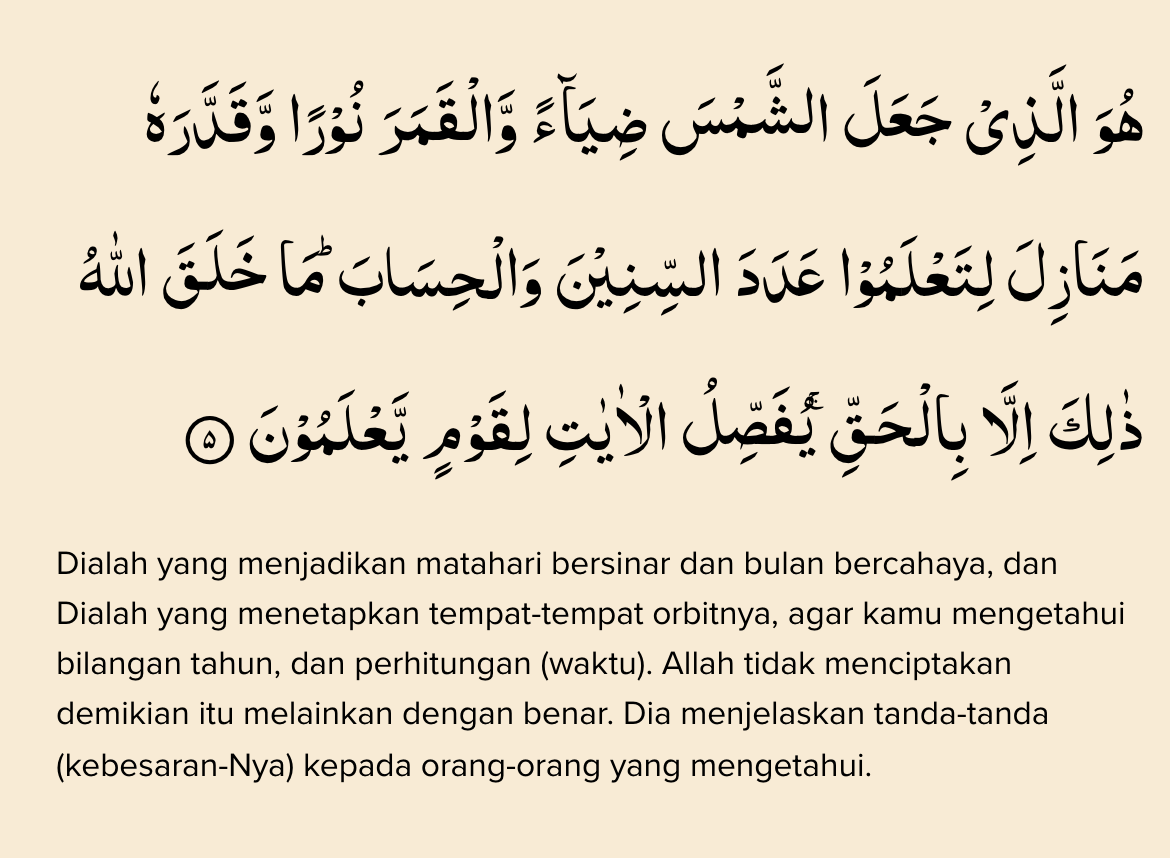 هُوَ الَّذِيْ جَعَلَ الشَّمْسَ ضِيَاۤءً وَّالْقَمَرَ نُوْرًا وَّقَدَّرَهٗ
مَنَازِلَ لِتَعْلَمُوْا عَدَدَ السِّنِيْنَ وَالْحِسَابَ ۗمَا خَلَقَ اللّٰهُ
ذٰلِكَ اِلَّا بِالْحَقِّ ۚيُفَصِّلُ الْاٰيٰتِ لِقَوْمٍ يَّعْلَمُوْنَ ۝٥
Dialah yang menjadikan matahari bersinar dan bulan bercahaya, dan
Dialah yang menetapkan tempat-tempat orbitnya, agar kamu mengetahui
bilangan tahun, dan perhitungan (waktu). Allah tidak menciptakan
demikian itu melainkan dengan benar. Dia menjelaskan tanda-tanda
(kebesaran-Nya) kepada orang-orang yang mengetahui.